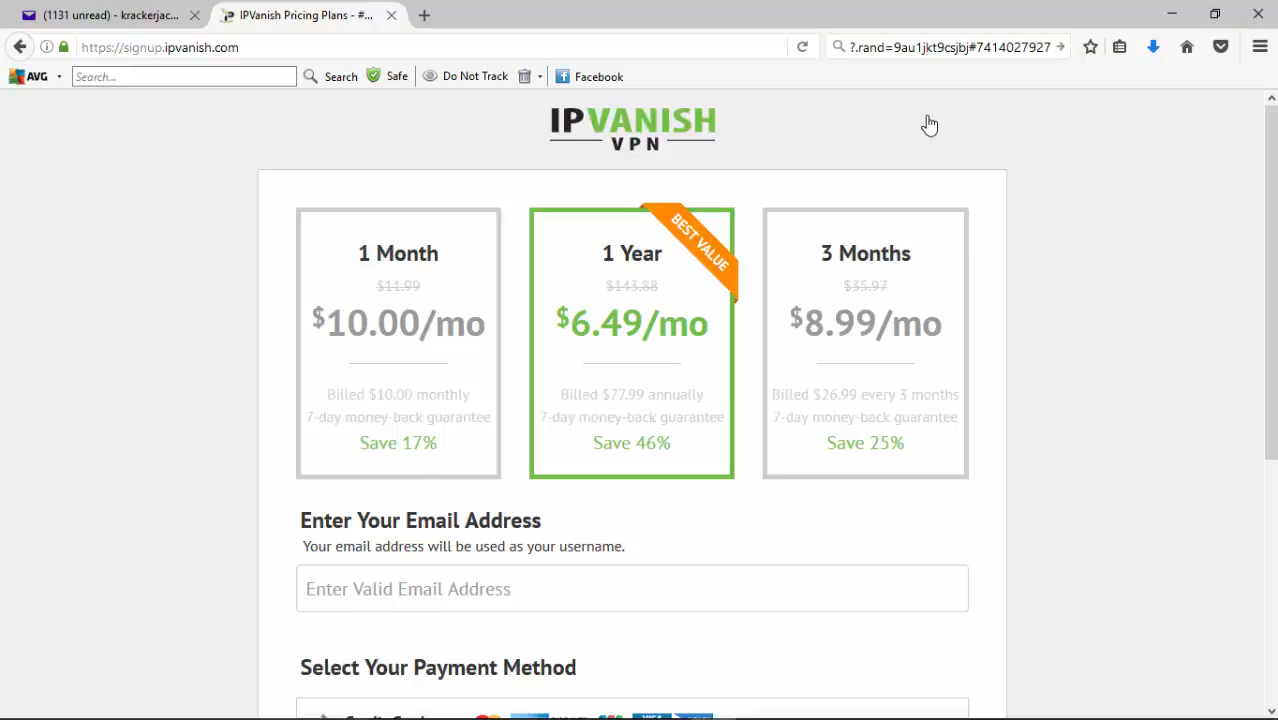 (1131 unread) - krackerjac...
IPVanish Pricing Plans - #...
https://signup.ipvanish.com
?.rand=9au1jkt9csjbj#7414027927
AVG
Search...
Search
Safe
Do Not Track
Facebook
IPVANISH
VPN
1 Month
$11.99
$10.00/mo
Billed $10.00 monthly
7-day money-back guarantee
Save 17%
BEST VALUE
1 Year
$143.88
$6.49/mo
Billed $77.99 annually
7-day money-back guarantee
Save 46%
3 Months
$35.97
$8.99/mo
Billed $26.99 every 3 months
7-day money-back guarantee
Save 25%
Enter Your Email Address
Your email address will be used as your username.
Enter Valid Email Address
Select Your Payment Method